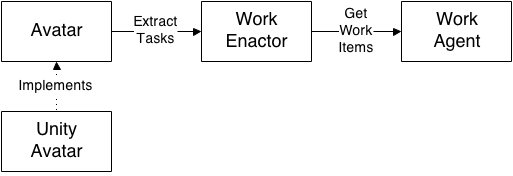 Avatar
Extract
Tasks
Work
Enactor
Get
Work
Items
Work
Agent
Implements
Unity
Avatar